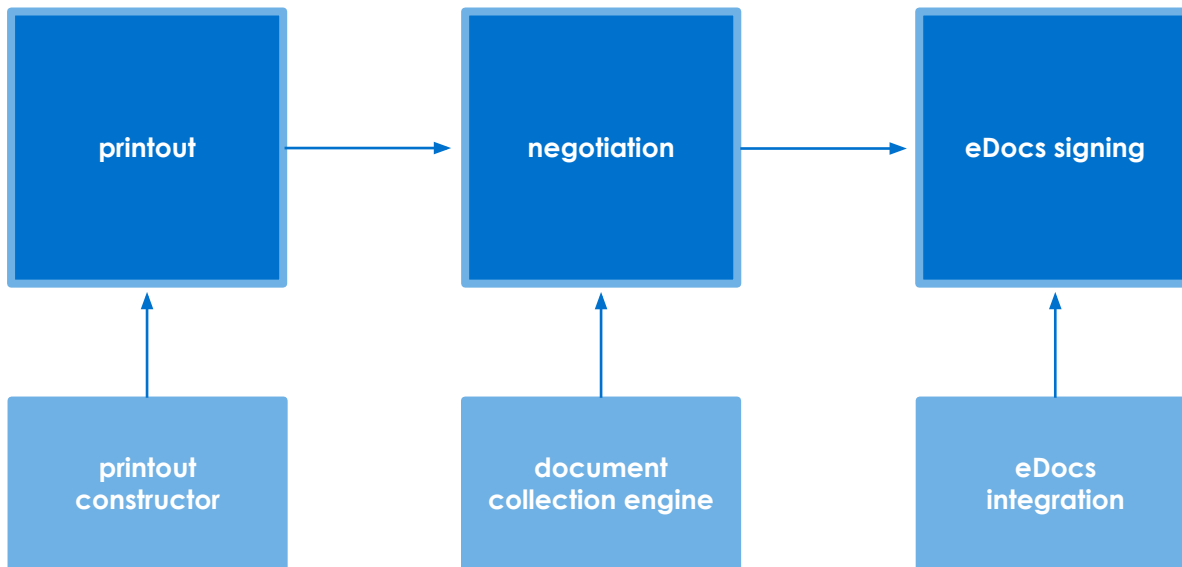 printout
negotiation
eDocs signing
printout
constructor
document
collection engine
eDocs
integration